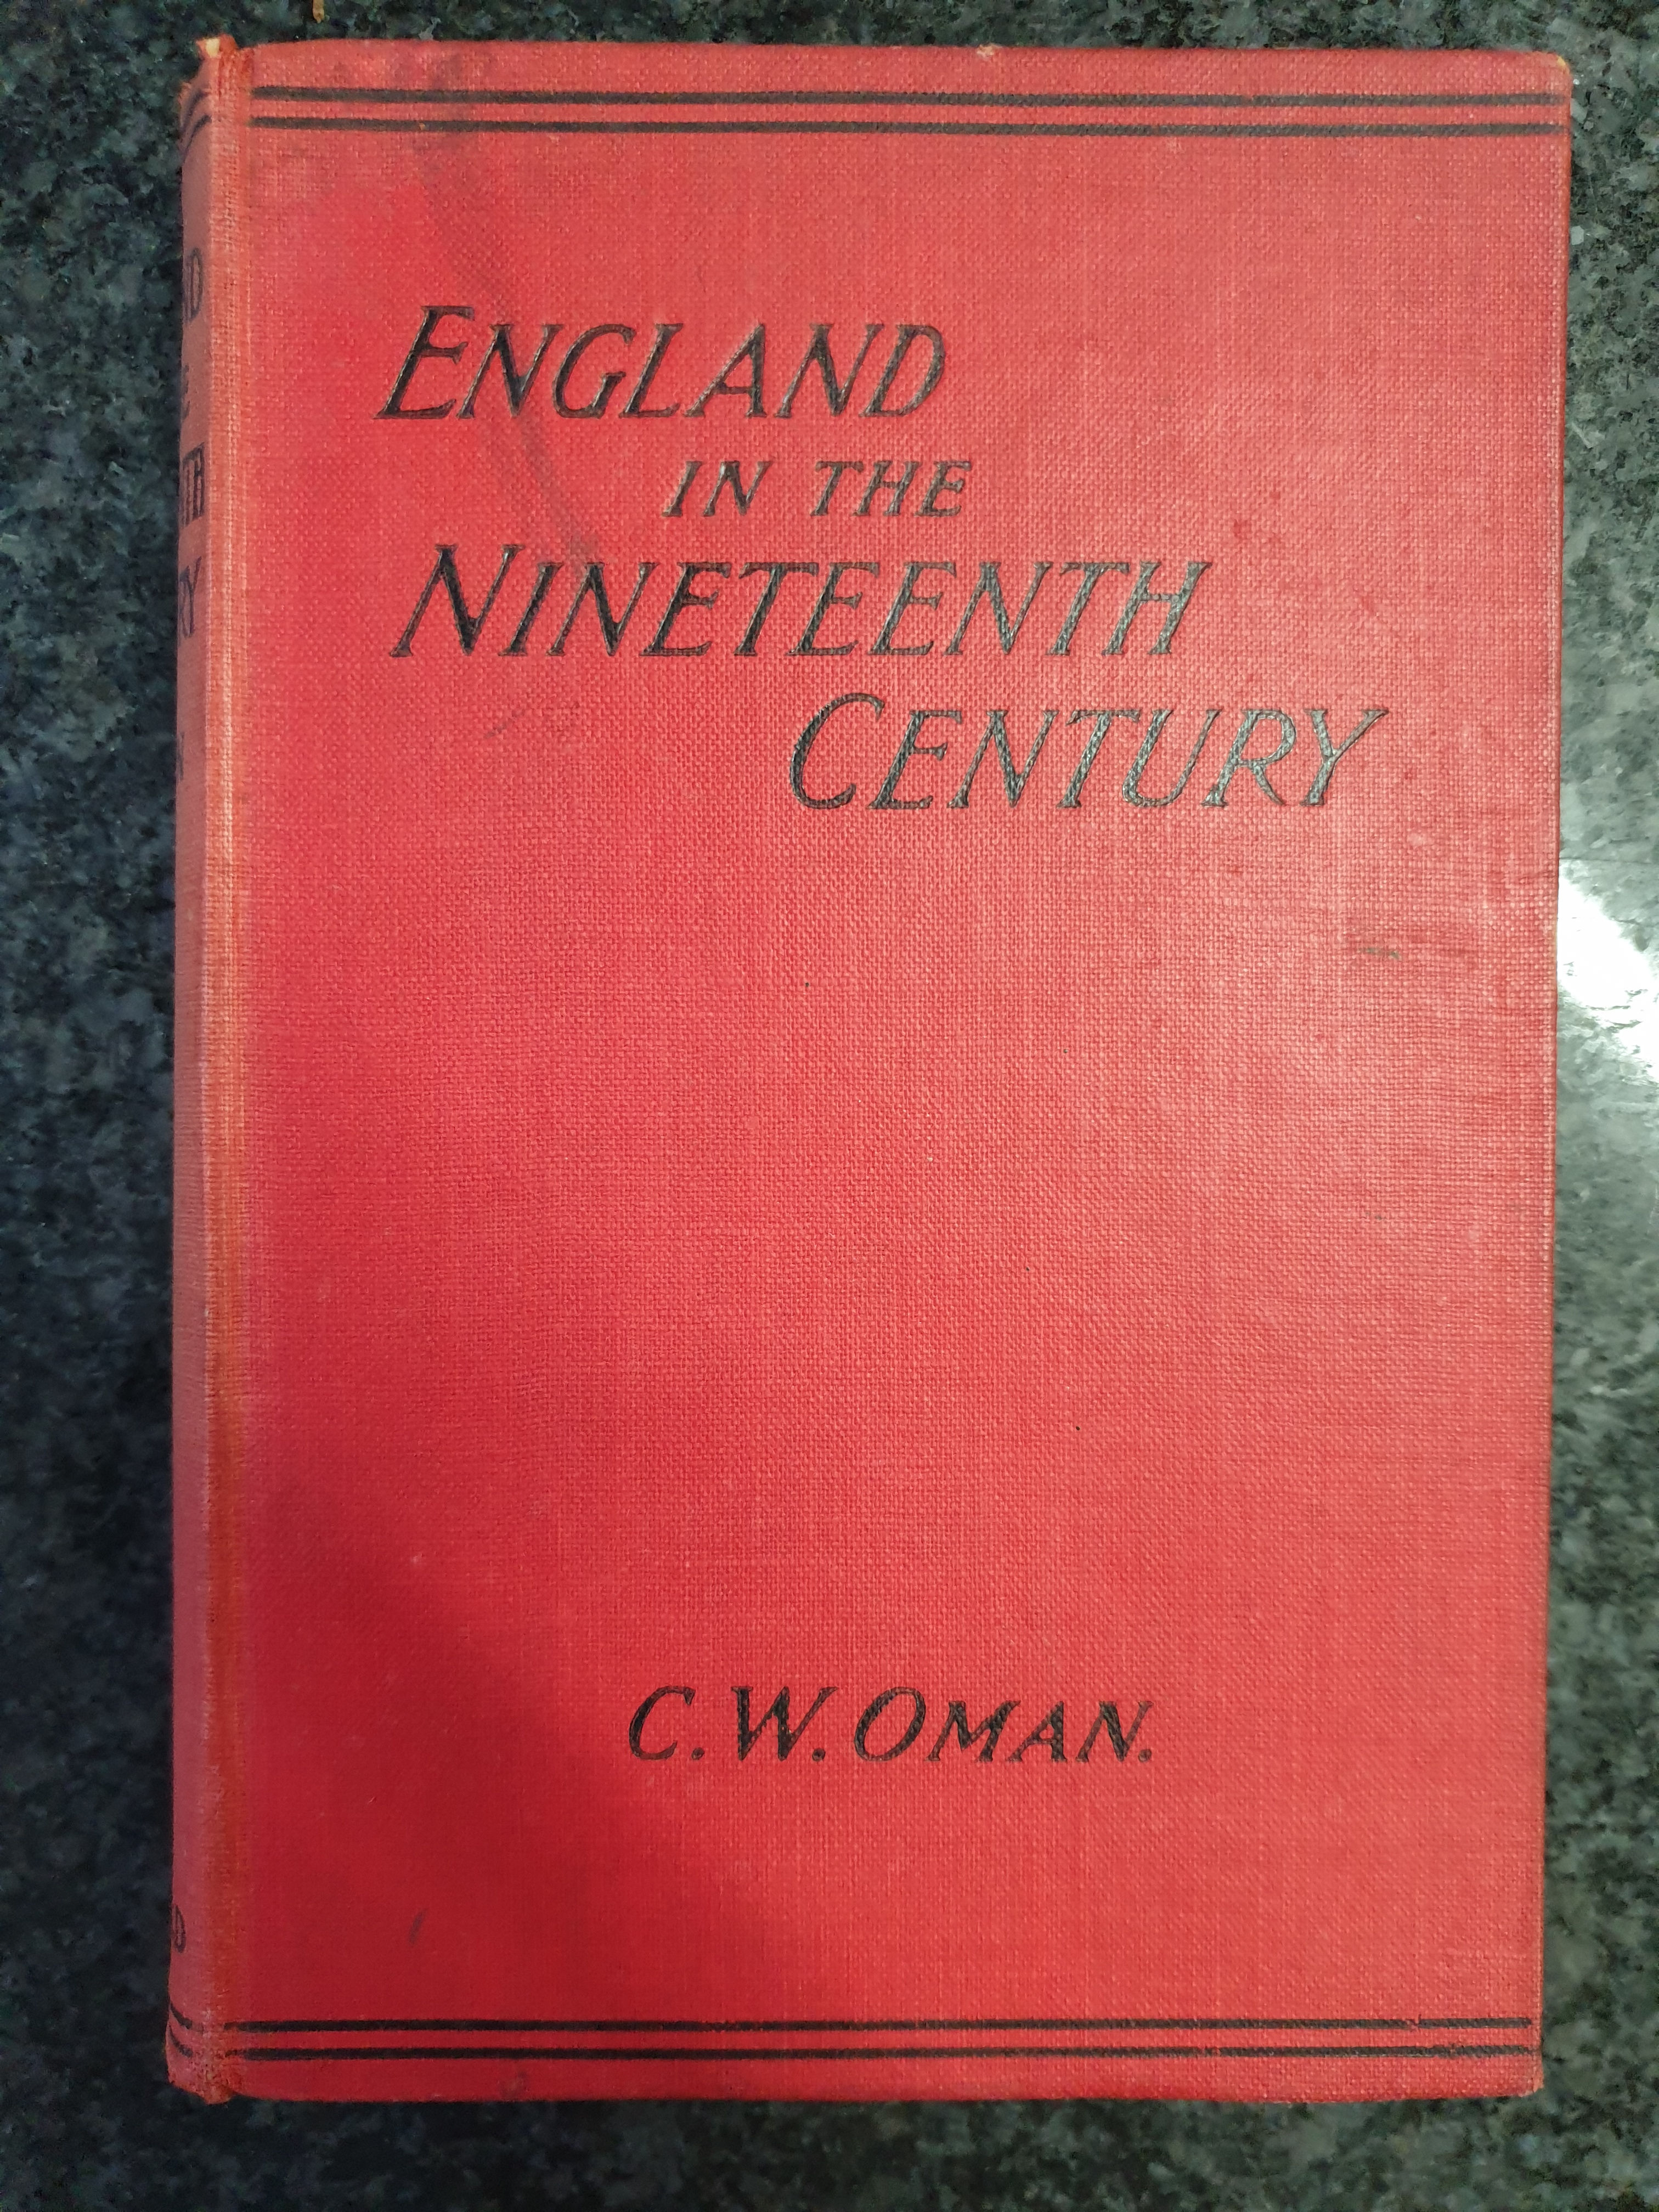 ENGLAND
IN THE
NINETEENTH
CENTURY
C. W. OMAN.